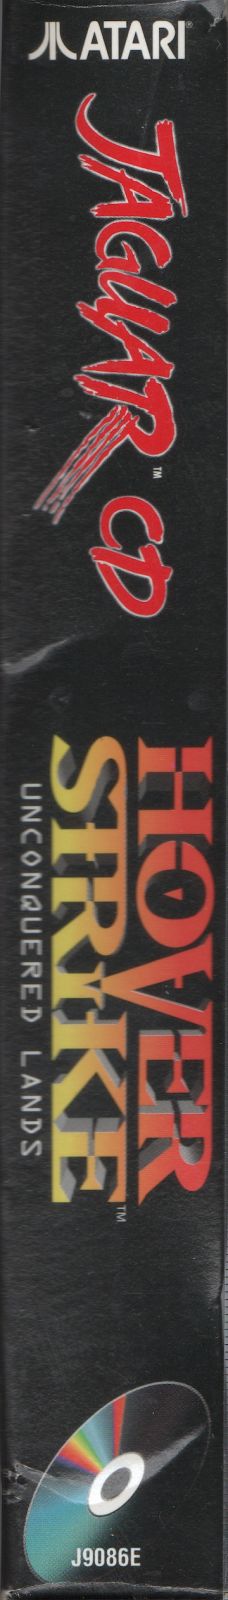 ATARI®
JAGUAR™ CD
HOVER
STRIKE™
UNCONQUERED LANDS
J9086E